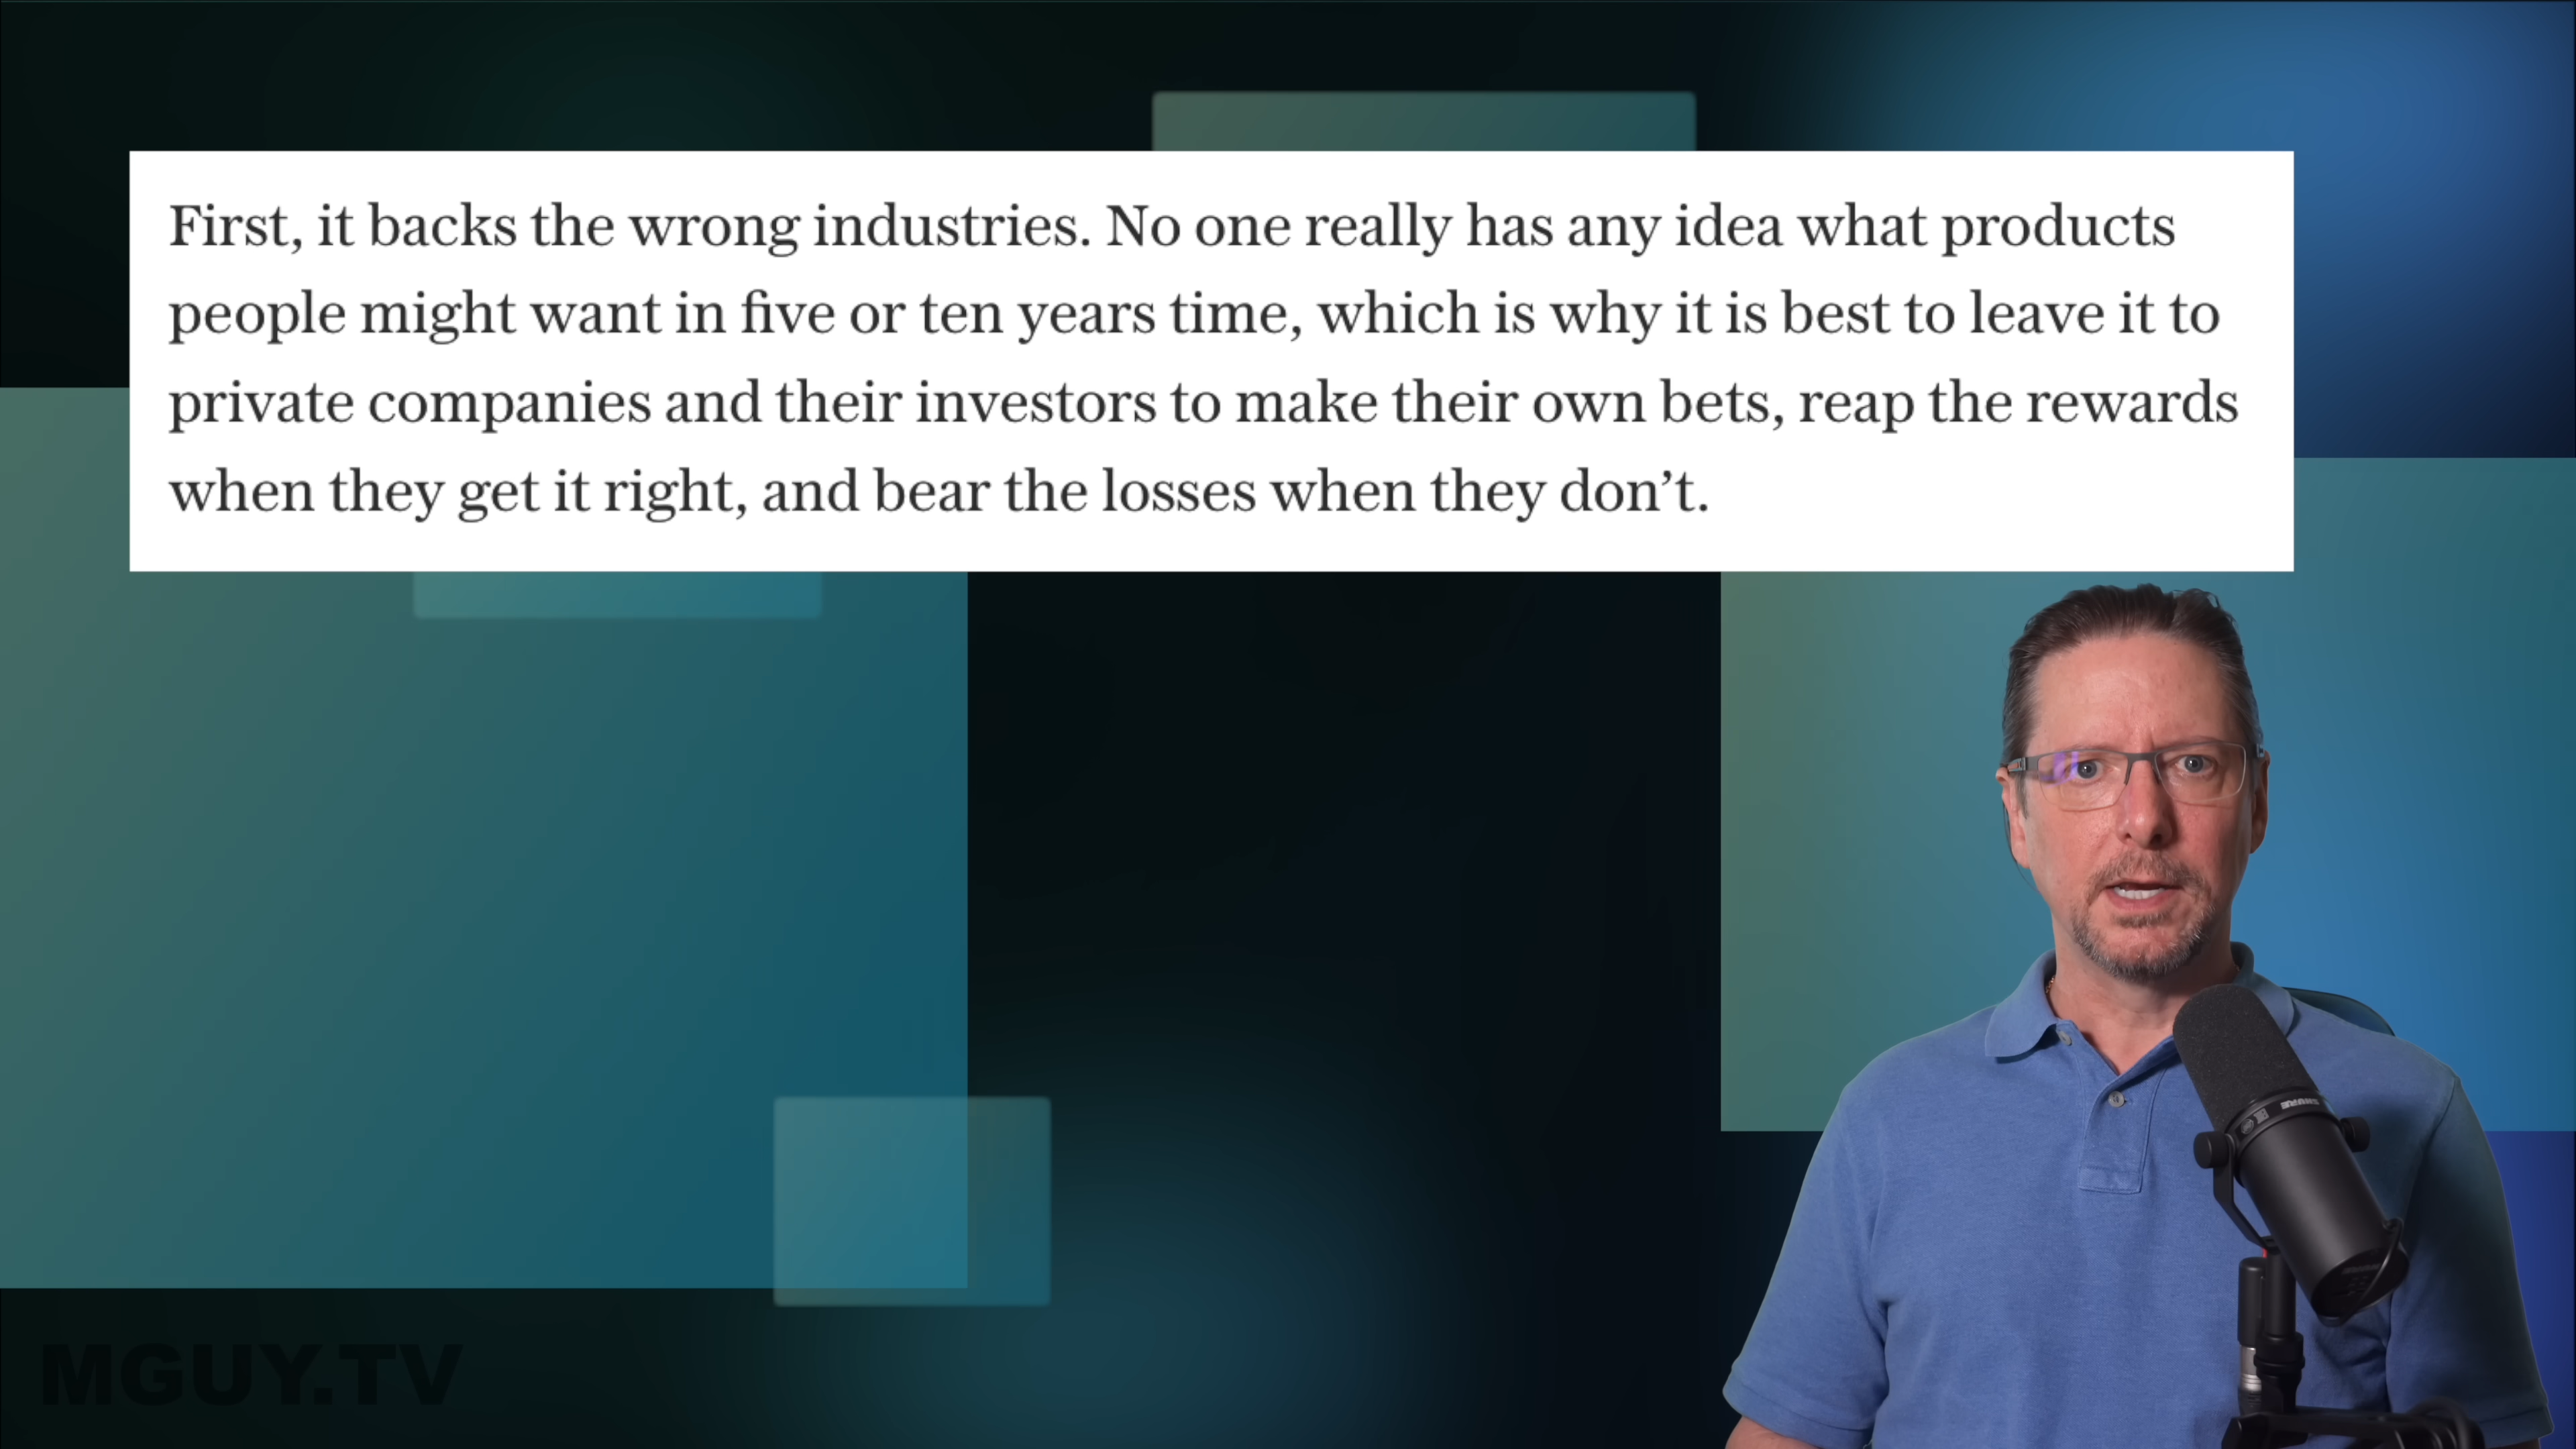 First, it backs the wrong industries. No one really has any idea what products
people might want in five or ten years time, which is why it is best to leave it to
private companies and their investors to make their own bets, reap the rewards
when they get it right, and bear the losses when they don’t.
SHURE
MGUY.TV